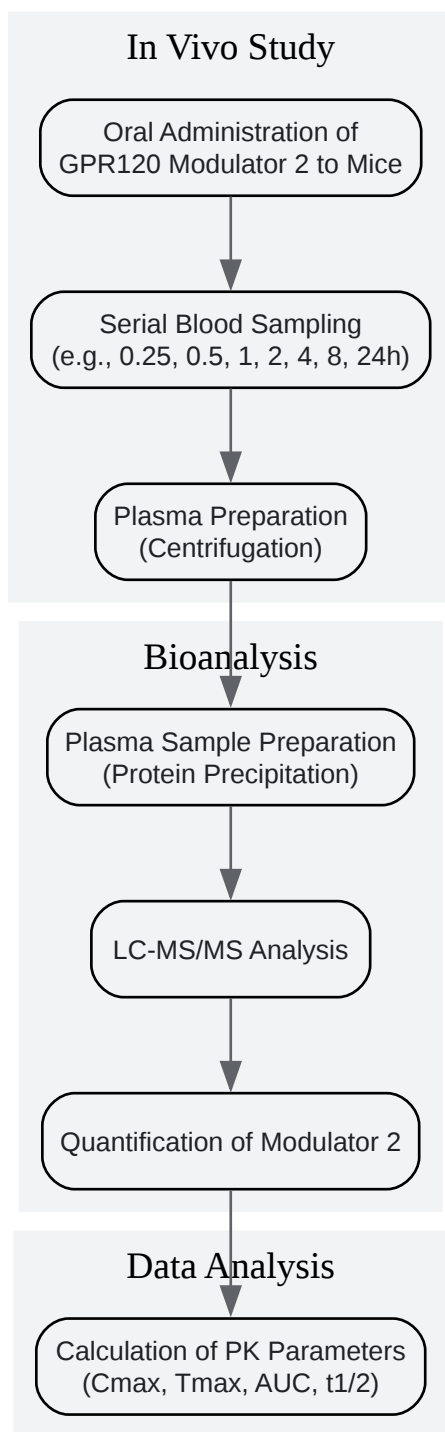 In Vivo Study
Oral Administration of
GPR120 Modulator 2 to Mice
Serial Blood Sampling
(e.g., 0.25, 0.5, 1, 2, 4, 8, 24h)
Plasma Preparation
(Centrifugation)
Bioanalysis
Plasma Sample Preparation
(Protein Precipitation)
LC-MS/MS Analysis
Quantification of Modulator 2
Data Analysis
Calculation of PK Parameters
(Cmax, Tmax, AUC, t1/2)